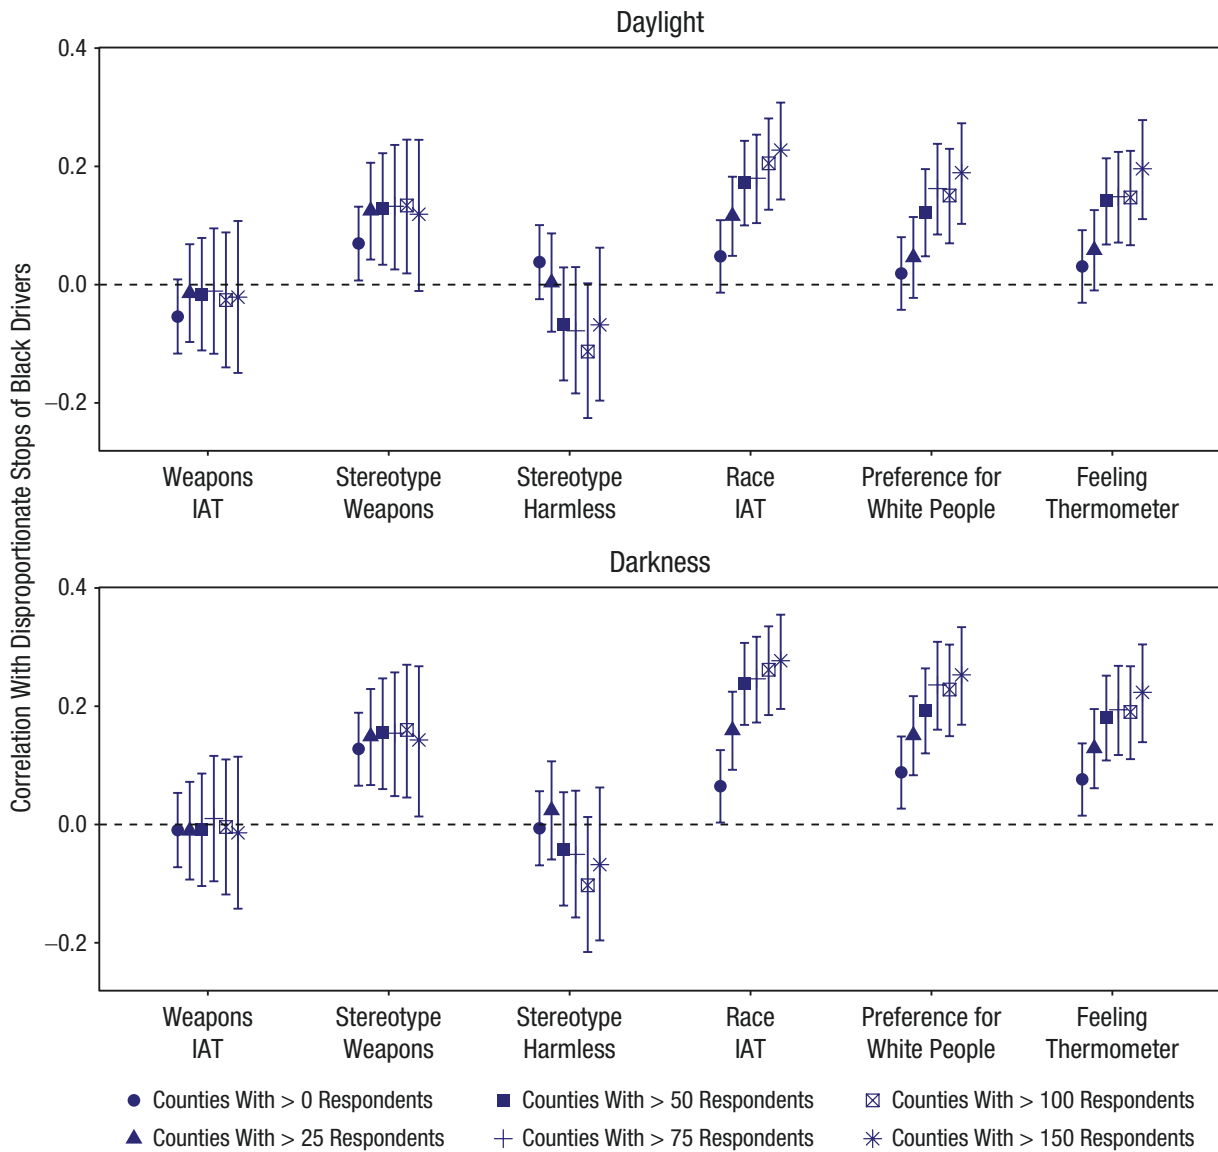 Daylight
Correlation With Disproportionate Stops of Black Drivers
0.4
0.2
0.0
−0.2
Weapons IAT
Stereotype Weapons
Stereotype Harmless
Race IAT
Preference for White People
Feeling Thermometer
Darkness
0.4
0.2
0.0
−0.2
Weapons IAT
Stereotype Weapons
Stereotype Harmless
Race IAT
Preference for White People
Feeling Thermometer
Counties With > 0 Respondents
Counties With > 50 Respondents
Counties With > 100 Respondents
Counties With > 25 Respondents
Counties With > 75 Respondents
Counties With > 150 Respondents